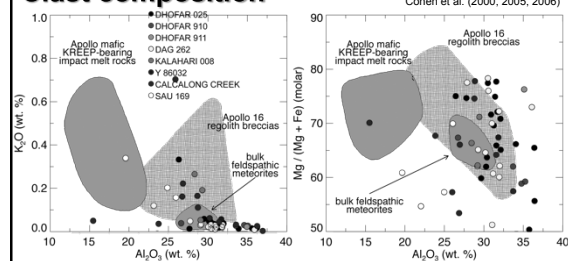 clast composition
Cohen et al. (2000, 2005, 2006)
K₂O (wt. %)
1.0
0.8
0.6
0.4
0.2
0.0
Apollo mafic
KREEP-bearing
impact melt rocks
DHOFAR 025
DHOFAR 910
DHOFAR 911
DAG 262
KALAHARI 008
Y 86032
CALCALONG CREEK
SAU 169
Apollo 16
regolith breccias
bulk
feldspathic
meteorites
10 15 20 25 30 35 40
Al₂O₃ (wt. %)
Mg / (Mg + Fe) (molar)
90
80
70
60
50
Apollo mafic
KREEP-bearing
impact melt rocks
Apollo 16
regolith breccias
bulk feldspathic
meteorites
10 15 20 25 30 35 40
Al₂O₃ (wt. %)